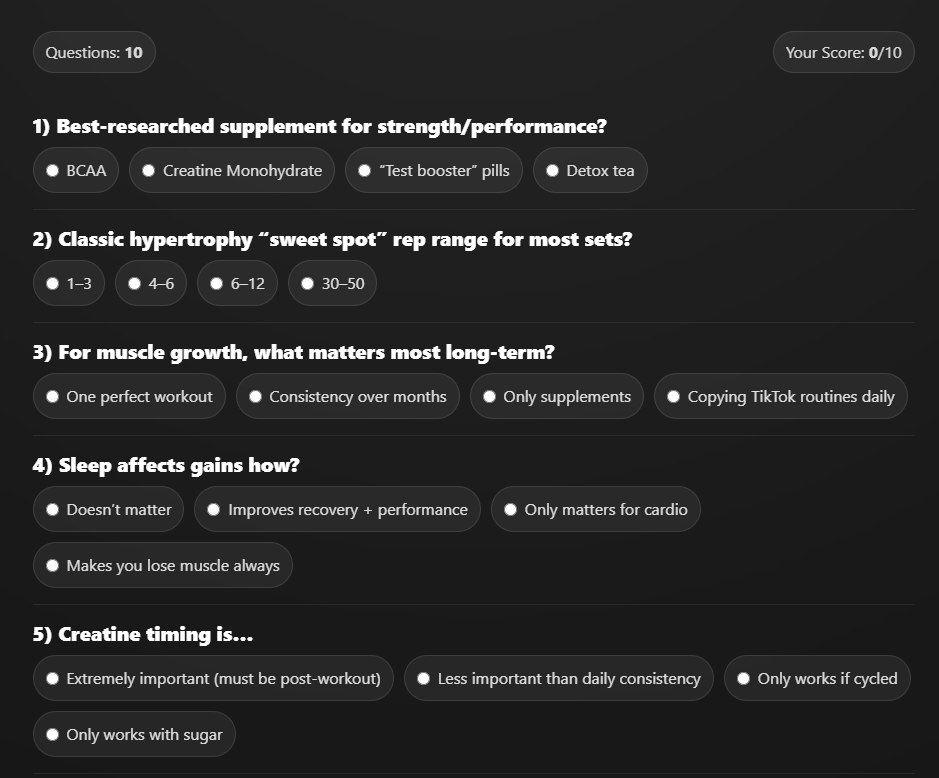 Questions: 10
Your Score: 0/10
1) Best-researched supplement for strength/performance?
BCAA
Creatine Monohydrate
“Test booster” pills
Detox tea
2) Classic hypertrophy “sweet spot” rep range for most sets?
1–3
4–6
6–12
30–50
3) For muscle growth, what matters most long-term?
One perfect workout
Consistency over months
Only supplements
Copying TikTok routines daily
4) Sleep affects gains how?
Doesn’t matter
Improves recovery + performance
Only matters for cardio
Makes you lose muscle always
5) Creatine timing is…
Extremely important (must be post-workout)
Less important than daily consistency
Only works if cycled
Only works with sugar